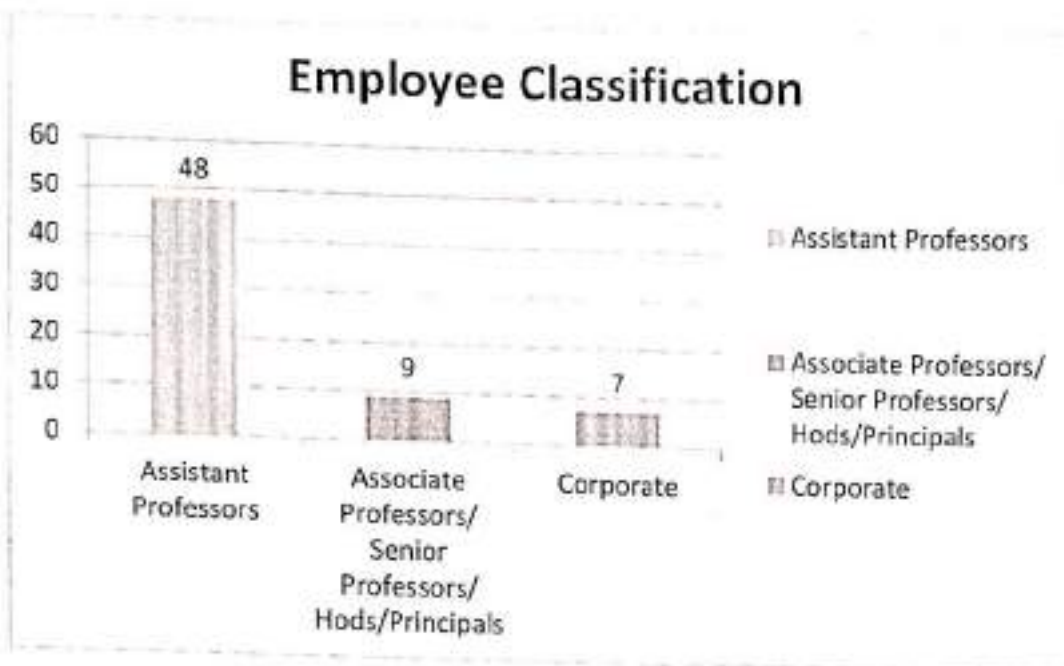 Employee Classification
60
50
40
30
20
10
0
48
9
7
Assistant
Professors
Associate
Professors/
Senior
Professors/
Hods/Principals
Corporate
Assistant Professors
Associate Professors/
Senior Professors/
Hods/Principals
Corporate